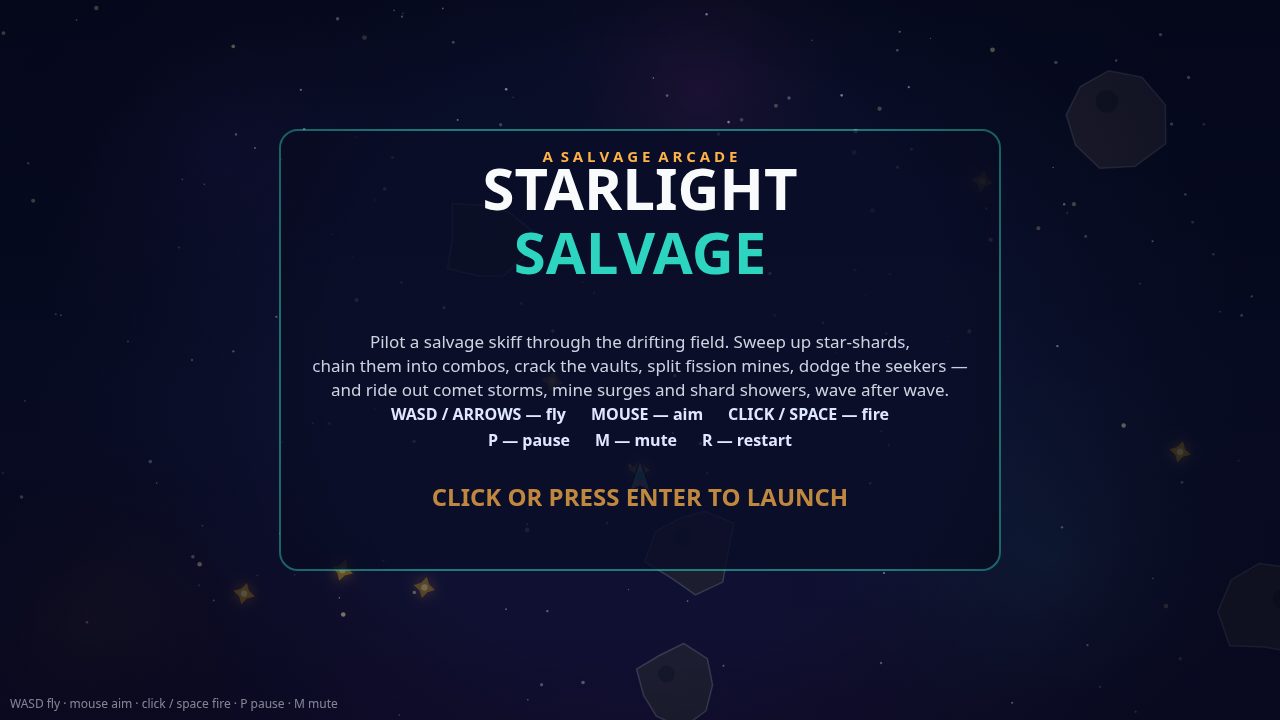 A SALVAGE ARCADE
STARLIGHT
SALVAGE
Pilot a salvage skiff through the drifting field. Sweep up star-shards,
chain them into combos, crack the vaults, split fission mines, dodge the seekers —
and ride out comet storms, mine surges and shard showers, wave after wave.
WASD / ARROWS — fly MOUSE — aim CLICK / SPACE — fire
P — pause M — mute R — restart
CLICK OR PRESS ENTER TO LAUNCH
WASD fly · mouse aim · click / space fire · P pause · M mute